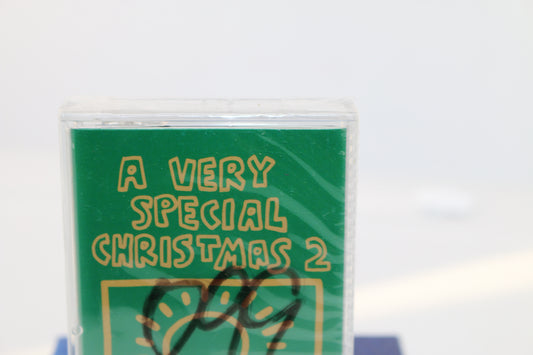 A VERY
SPECIAL
CHRISTMAS 2